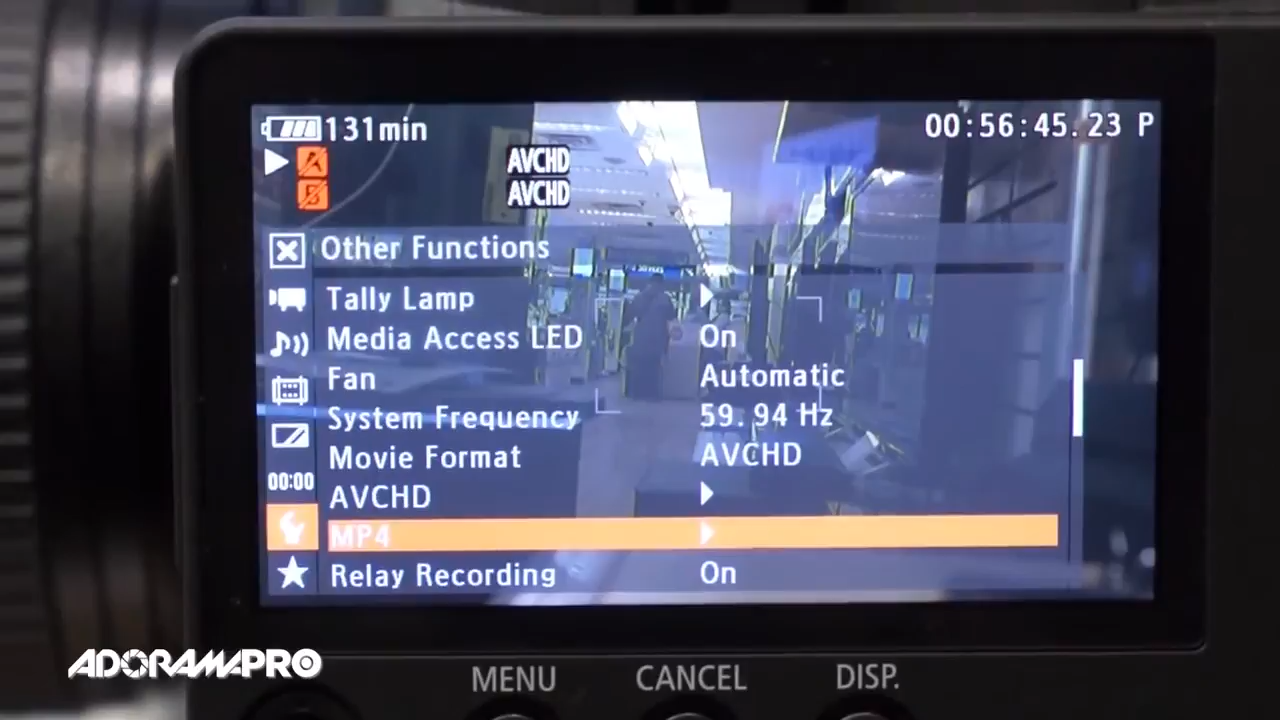 131min
00:56:45.23 P
A
AVCHD
B
AVCHD
Other Functions
Tally Lamp
Media Access LED On
Fan Automatic
System Frequency 59.94 Hz
Movie Format AVCHD
00:00
AVCHD
MP4
Relay Recording On
ADORAMAPRO
MENU CANCEL DISP.